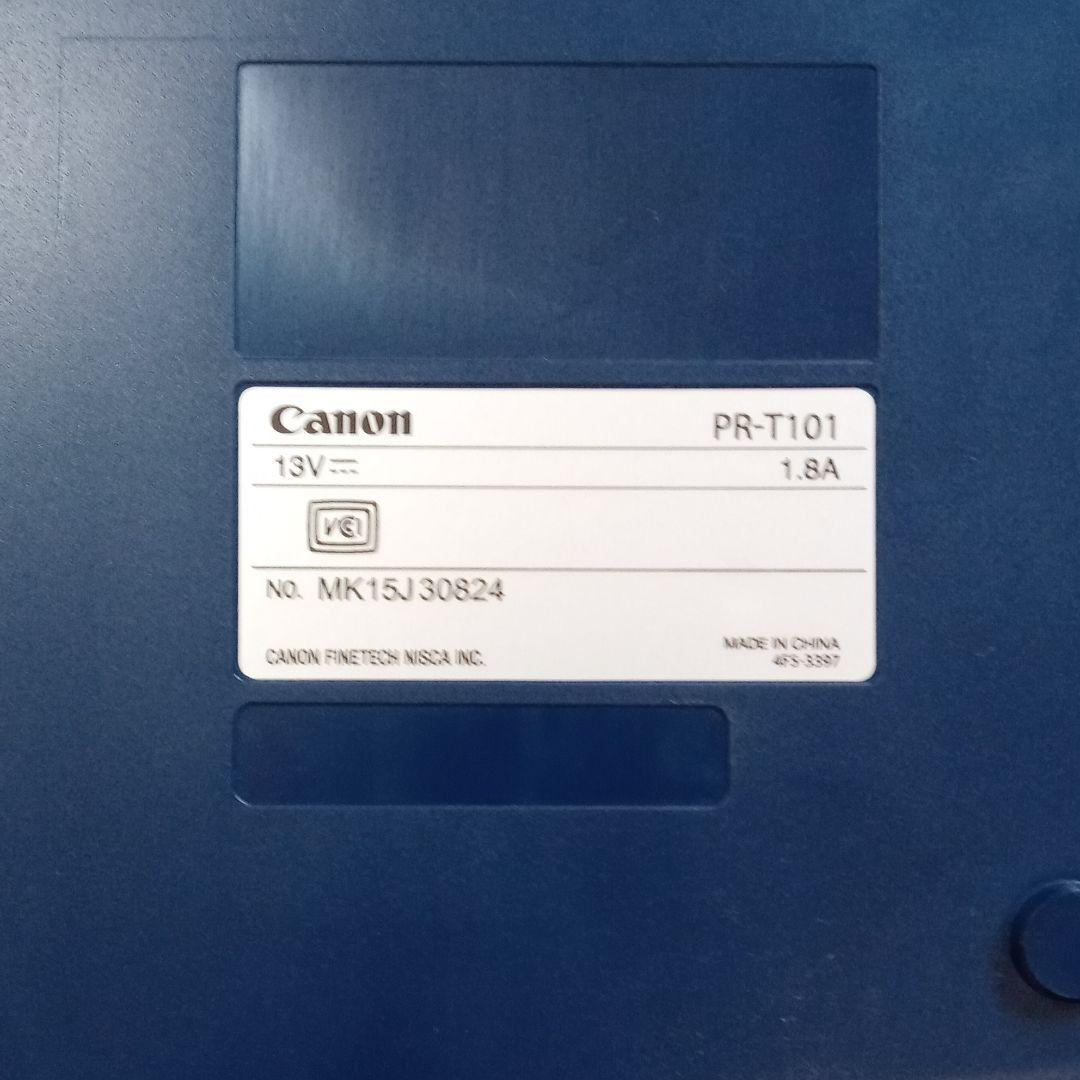 Canon PR-T101
13V⎓ 1.8A
VCI
No. MK15J30824
CANON FINETECH NISCA INC.
MADE IN CHINA
4F5-3397